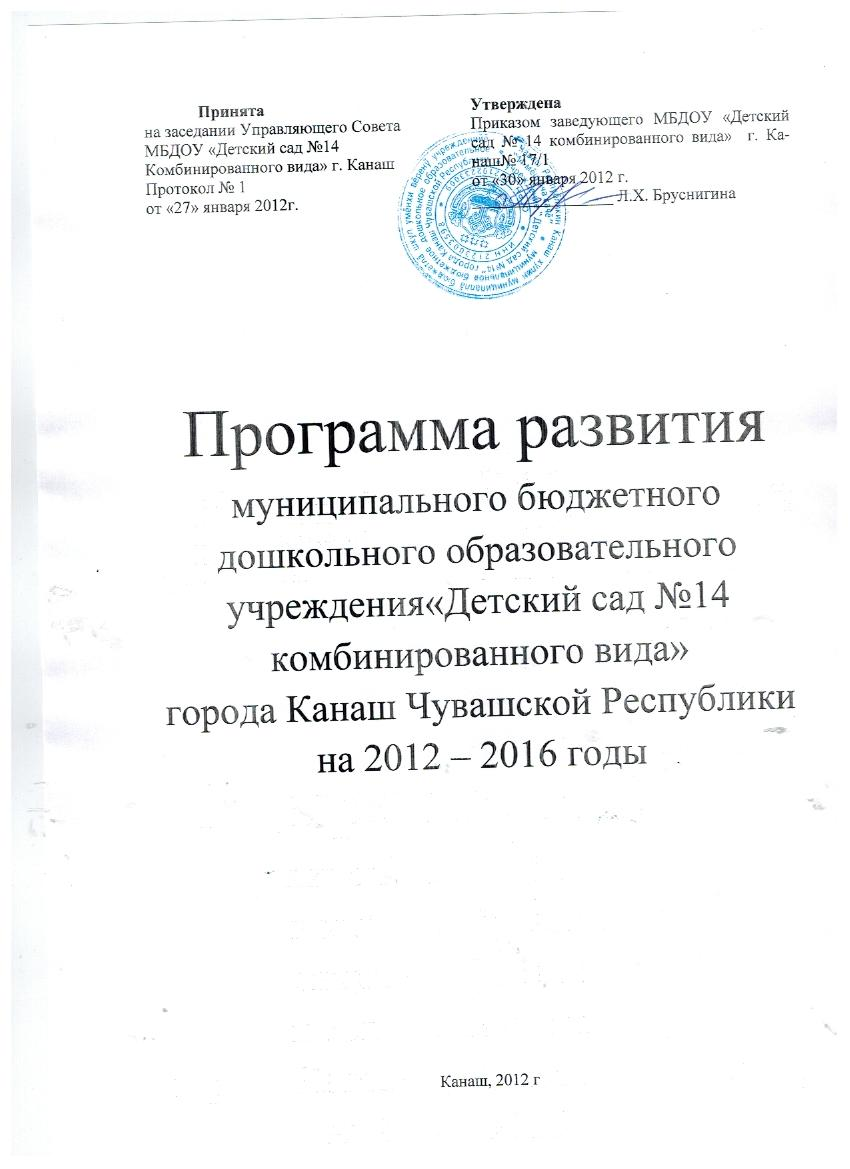 Принята
на заседании Управляющего Совета
МБДОУ «Детский сад №14
Комбинированного вида» г. Канаш
Протокол № 1
от «27» января 2012г.
Утверждена
Приказом заведующего МБДОУ «Детский
сад № 14 комбинированного вида» г. Ка-
наш№ 17/1
от «30» января 2012 г.
Л.Х. Бруснигина
Программа развития
муниципального бюджетного
дошкольного образовательного
учреждения«Детский сад №14
комбинированного вида»
города Канаш Чувашской Республики
на 2012 – 2016 годы
Канаш, 2012 г